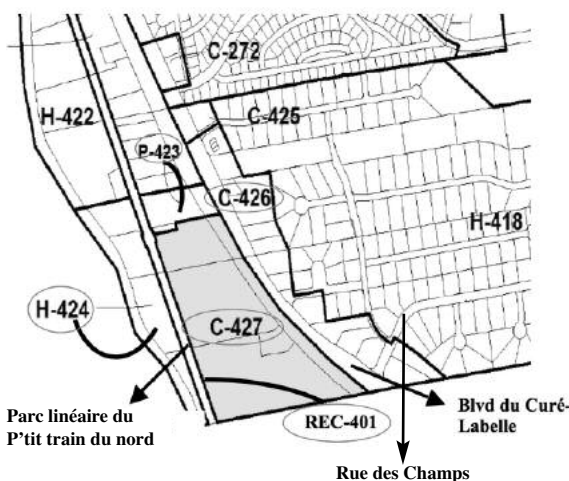 C-272
H-422
C-425
P-423
C-426
H-418
H-424
C-427
Parc linéaire du
P'tit train du nord
REC-401
Blvd du Curé-
Labelle
Rue des Champs